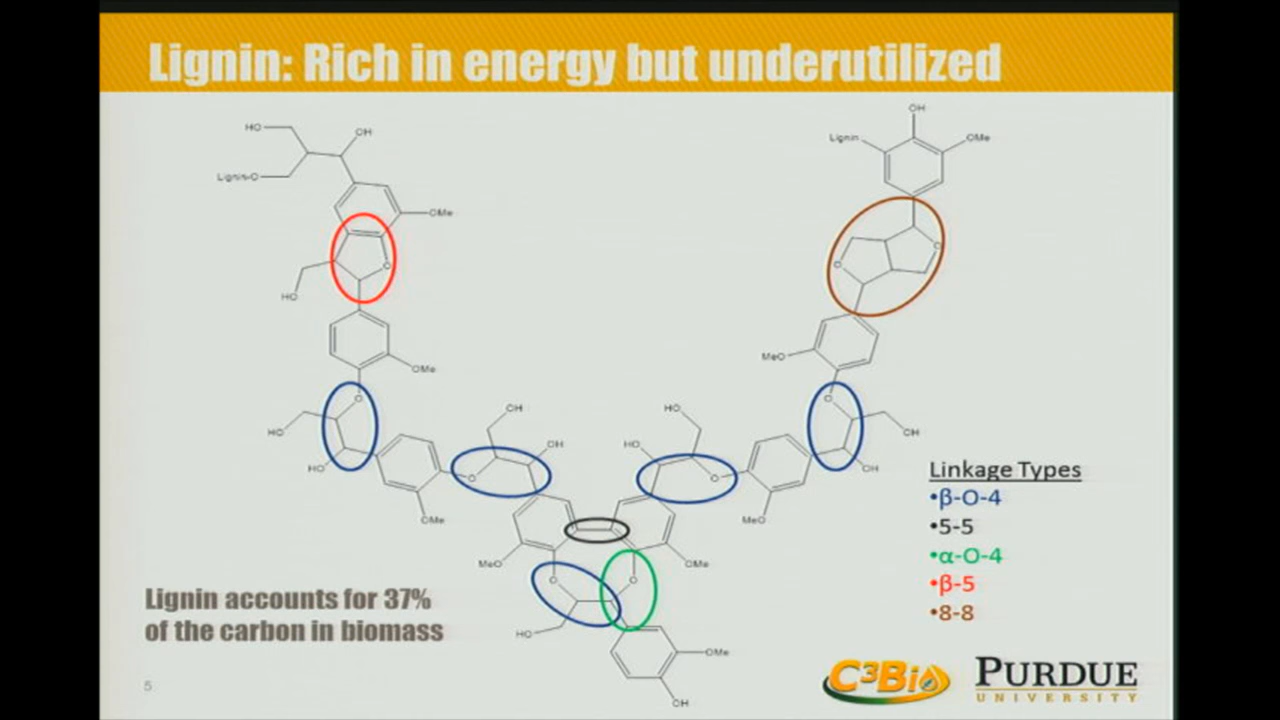 Lignin: Rich in energy but underutilized
HO
OH
Lignin-O
OMe
O
HO
OMe
O
HO
HO
OMe
O
OH
OH
HO
HO
O
OMe
O
OH
OH
MeO
O
O
OMe
Lignin
OH
MeO
OMe
O
O
HO
OMe
OH
Linkage Types
•β-O-4
•5-5
•α-O-4
•β-5
•8-8
Lignin accounts for 37%
of the carbon in biomass
5
C³Bio
PURDUE
UNIVERSITY